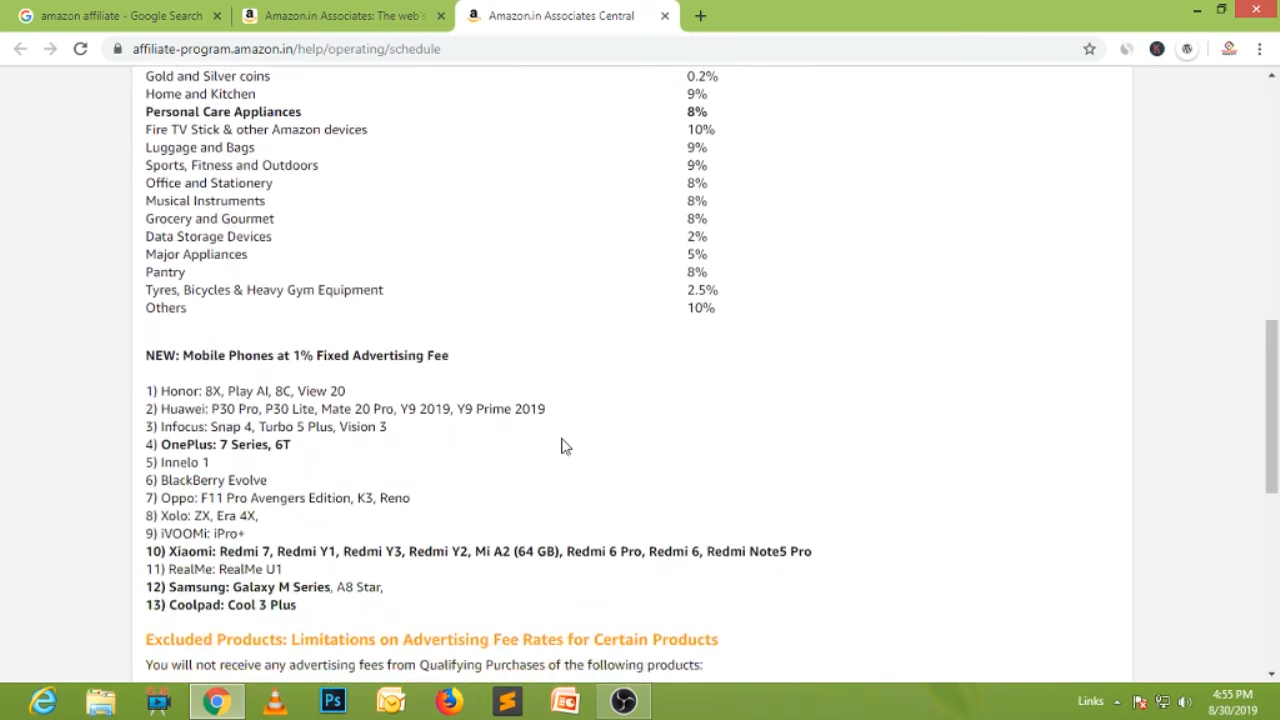 amazon affiliate - Google Search
Amazon.in Associates: The web's
Amazon.in Associates Central
affiliate-program.amazon.in/help/operating/schedule
Gold and Silver coins 0.2%
Home and Kitchen 9%
Personal Care Appliances 8%
Fire TV Stick & other Amazon devices 10%
Luggage and Bags 9%
Sports, Fitness and Outdoors 9%
Office and Stationery 8%
Musical Instruments 8%
Grocery and Gourmet 8%
Data Storage Devices 2%
Major Appliances 5%
Pantry 8%
Tyres, Bicycles & Heavy Gym Equipment 2.5%
Others 10%
NEW: Mobile Phones at 1% Fixed Advertising Fee
1) Honor: 8X, Play AI, 8C, View 20
2) Huawei: P30 Pro, P30 Lite, Mate 20 Pro, Y9 2019, Y9 Prime 2019
3) Infocus: Snap 4, Turbo 5 Plus, Vision 3
4) OnePlus: 7 Series, 6T
5) Innelo 1
6) BlackBerry Evolve
7) Oppo: F11 Pro Avengers Edition, K3, Reno
8) Xolo: ZX, Era 4X,
9) iVOOMi: iPro+
10) Xiaomi: Redmi 7, Redmi Y1, Redmi Y3, Redmi Y2, Mi A2 (64 GB), Redmi 6 Pro, Redmi 6, Redmi Note5 Pro
11) RealMe: RealMe U1
12) Samsung: Galaxy M Series, A8 Star,
13) Coolpad: Cool 3 Plus
Excluded Products: Limitations on Advertising Fee Rates for Certain Products
You will not receive any advertising fees from Qualifying Purchases of the following products:
Links
4:55 PM
8/30/2019